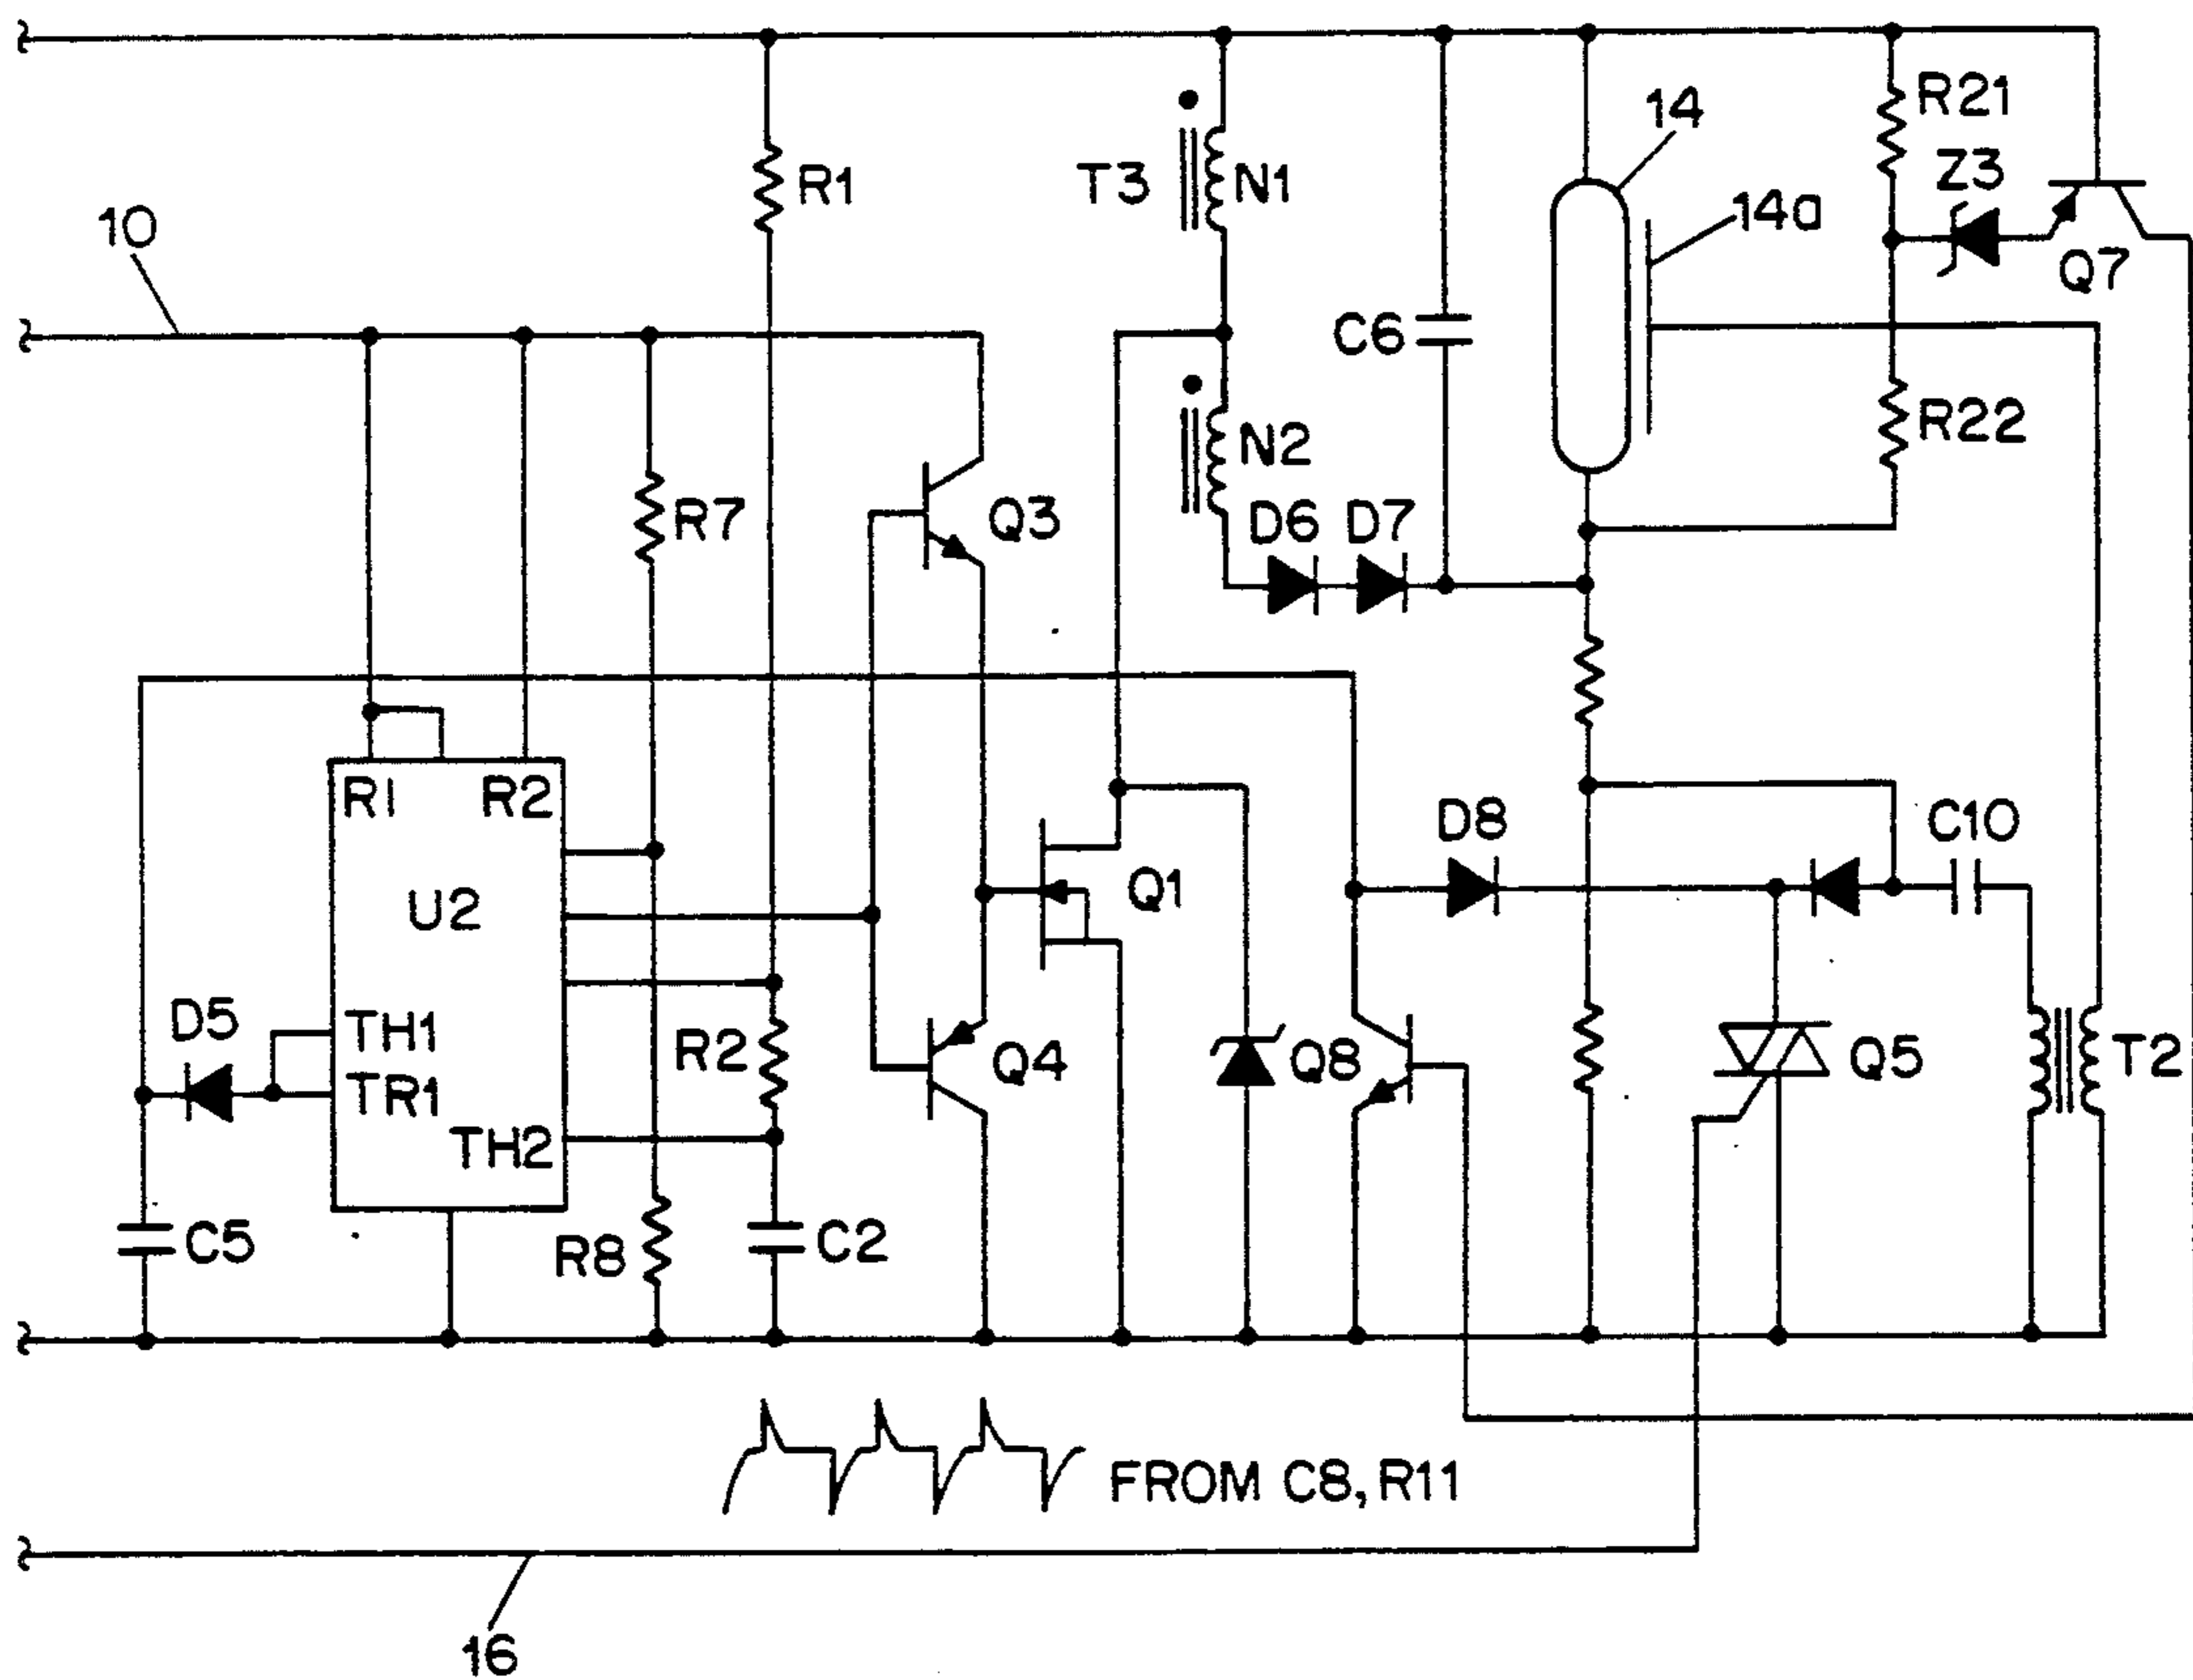 R21
14
Z3
R1
T3
N1
14a
10
Q7
C6
R22
N2
R7
Q3
D6
D7
R1
R2
D8
C10
U2
Q1
D5
TH1
R2
Q4
Q8
Q5
T2
TR1
TH2
C5
R8
C2
FROM C8, R11
16